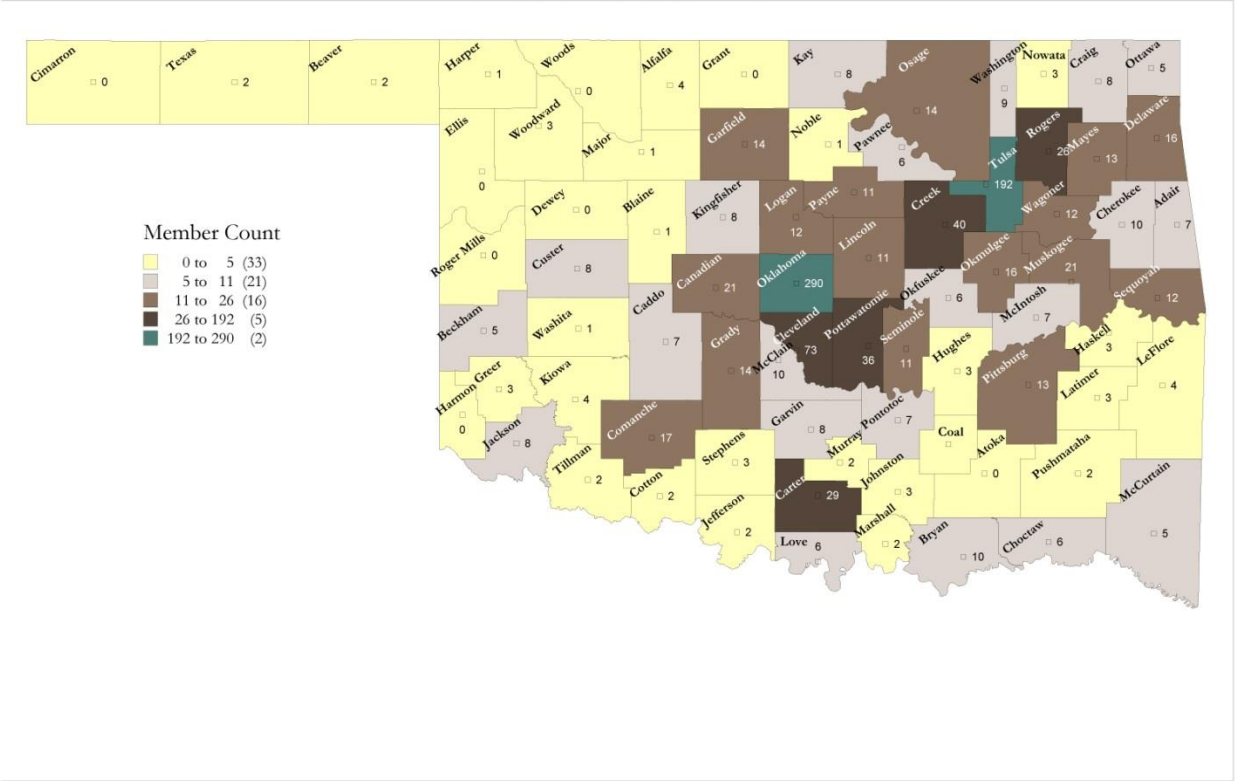 Cimarron 0
Texas 2
Beaver 2
Harper 1
Woods 0
Alfalfa 4
Grant 0
Kay 8
Osage 14
Washington 9
Nowata 3
Craig 8
Ottawa 5
Ellis 0
Woodward 3
Major 1
Garfield 14
Noble 1
Pawnee 6
Tulsa 192
Rogers 26
Mayes 13
Delaware 16
Dewey 0
Blaine 1
Kingfisher 8
Logan 12
Payne 11
Creek 40
Wagoner 12
Cherokee 10
Adair 7
Member Count
0 to 5 (33)
5 to 11 (21)
11 to 26 (16)
26 to 192 (5)
192 to 290 (2)
Roger Mills 0
Custer 8
Canadian 21
Oklahoma 290
Lincoln 11
Okfuskee 6
Okmulgee 16
Muskogee 21
McIntosh 7
Sequoyah 12
Beckham 5
Washita 1
Caddo 7
Grady 14
McClain 10
Cleveland 73
Pottawatomie 36
Seminole 11
Hughes 3
Pittsburg 13
Haskell 3
Latimer 3
LeFlore 4
Harmon 0
Greer 3
Kiowa 4
Jackson 8
Comanche 17
Tillman 2
Cotton 2
Stephens 3
Jefferson 2
Garvin 8
Murray 2
Pontotoc 7
Coal
Atoka 0
Pushmataha 2
McCurtain 5
Carter 29
Johnston 3
Love 6
Marshall 2
Bryan 10
Choctaw 6